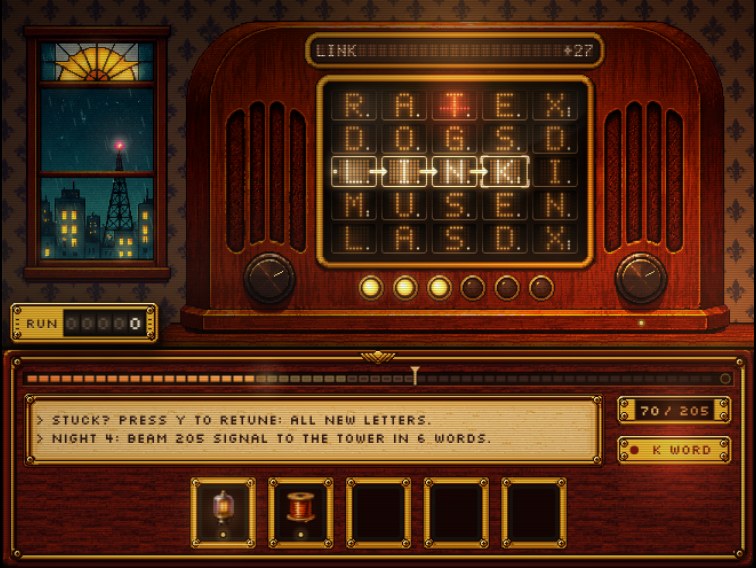 LINK +27
R A T E X
D O G S D
L I N K I
M U S E N
L A S D X
RUN 00000
> STUCK? PRESS Y TO RETUNE: ALL NEW LETTERS.
> NIGHT 4: BEAM 205 SIGNAL TO THE TOWER IN 6 WORDS.
70 / 205
K WORD